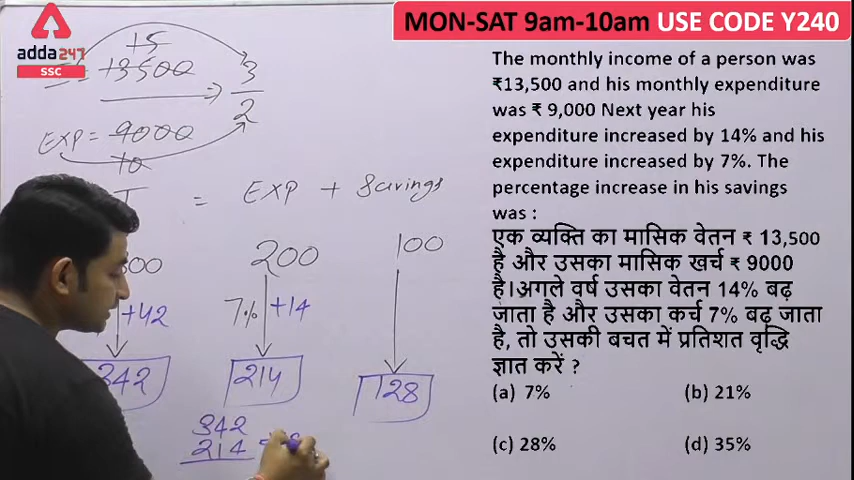 MON-SAT 9am-10am USE CODE Y240
adda247
SSC
15
13500
3
2
EXP = 9000
10
I = EXP + Savings
200
100
+42
7% +14
342
214
128
342
214
The monthly income of a person was
₹13,500 and his monthly expenditure
was ₹ 9,000 Next year his
expenditure increased by 14% and his
expenditure increased by 7%. The
percentage increase in his savings
was :
एक व्यक्ति का मासिक वेतन ₹ 13,500
है और उसका मासिक खर्च ₹ 9000
है।अगले वर्ष उसका वेतन 14% बढ़
जाता है और उसका कर्च 7% बढ़ जाता
है, तो उसकी बचत में प्रतिशत वृद्धि
ज्ञात करें ?
(a) 7%
(b) 21%
(c) 28%
(d) 35%